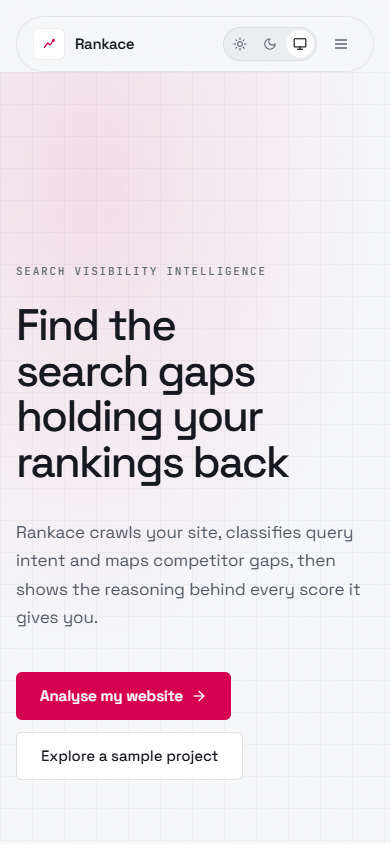 Rankace
SEARCH VISIBILITY INTELLIGENCE
Find the
search gaps
holding your
rankings back
Rankace crawls your site, classifies query
intent and maps competitor gaps, then
shows the reasoning behind every score it
gives you.
Analyse my website
Explore a sample project